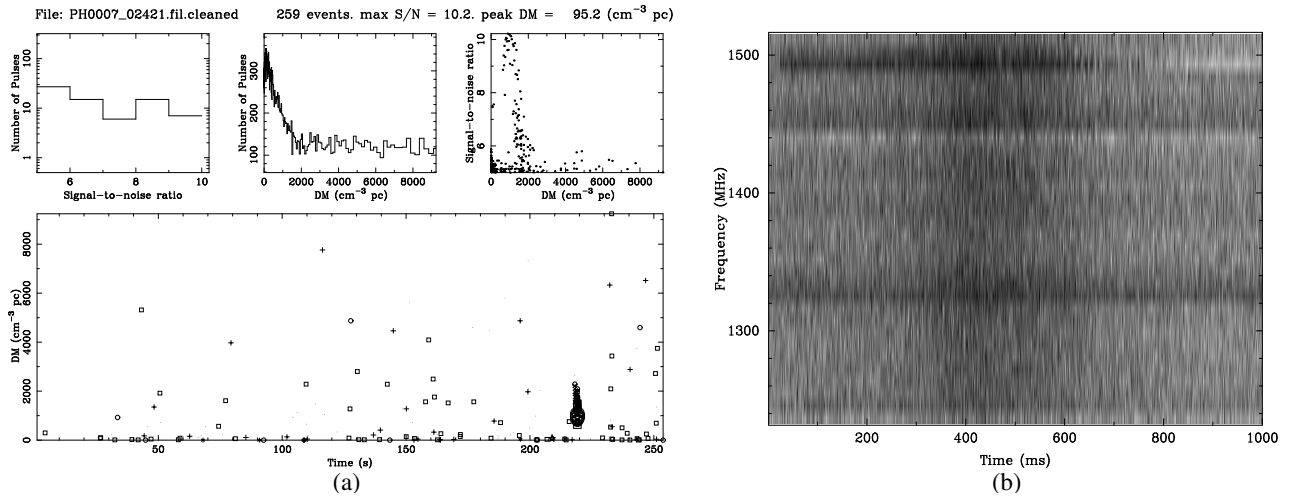 File: PH0007_02421.fil.cleaned 259 events. max S/N = 10.2. peak DM = 95.2 (cm⁻³ pc)
Number of Pulses
100
10
1
6 8 10
Signal-to-noise ratio
Number of Pulses
300
200
100
0 2000 4000 6000 8000
DM (cm⁻³ pc)
Signal-to-noise ratio
10
8
6
0 2000 4000 6000 8000
DM (cm⁻³ pc)
DM (cm⁻³ pc)
8000
6000
4000
2000
0
0 50 100 150 200 250
Time (s)
(a)
Frequency (MHz)
1500
1400
1300
200 400 600 800 1000
Time (ms)
(b)